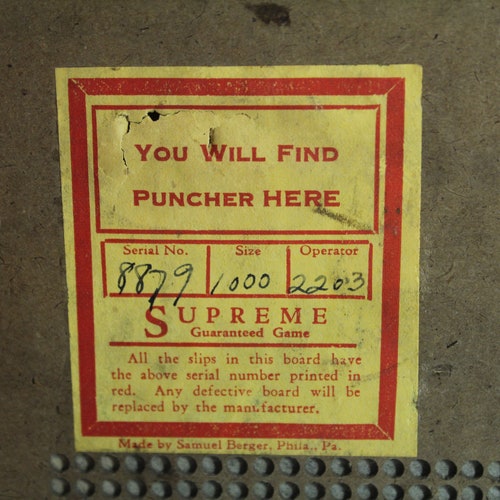 YOU WILL FIND
PUNCHER HERE
Serial No. Size Operator
8879 1000 2203
SUPREME
Guaranteed Game
All the slips in this board have
the above serial number printed in
red. Any defective board will be
replaced by the manufacturer.
Made by Samuel Berger, Phila., Pa.